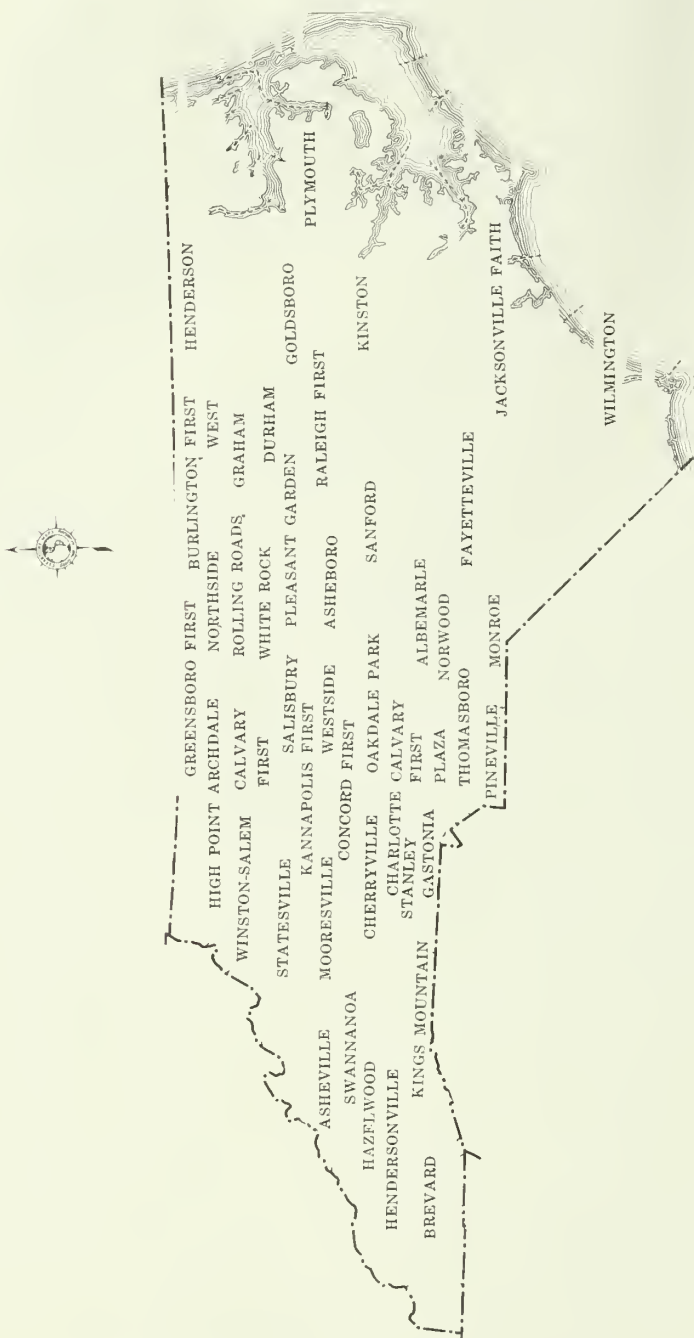 GREENSBORO FIRST BURLINGTON FIRST HENDERSON
HIGH POINT ARCHDALE NORTHSIDE WEST
WINSTON-SALEM CALVARY ROLLING ROADS GRAHAM
FIRST WHITE ROCK DURHAM
STATESVILLE SALISBURY PLEASANT GARDEN GOLDSBORO
KANNAPOLIS FIRST PLYMOUTH
ASHEVILLE MOORESVILLE WESTSIDE ASHEBORO RALEIGH FIRST
SWANNANOA CONCORD FIRST
HAZELWOOD CHERRYVILLE OAKDALE PARK SANFORD KINSTON
HENDERSONVILLE CHARLOTTE CALVARY
STANLEY FIRST ALBEMARLE
BREVARD KINGS MOUNTAIN GASTONIA PLAZA NORWOOD
THOMASBORO FAYETTEVILLE
PINEVILLE MONROE JACKSONVILLE FAITH
WILMINGTON